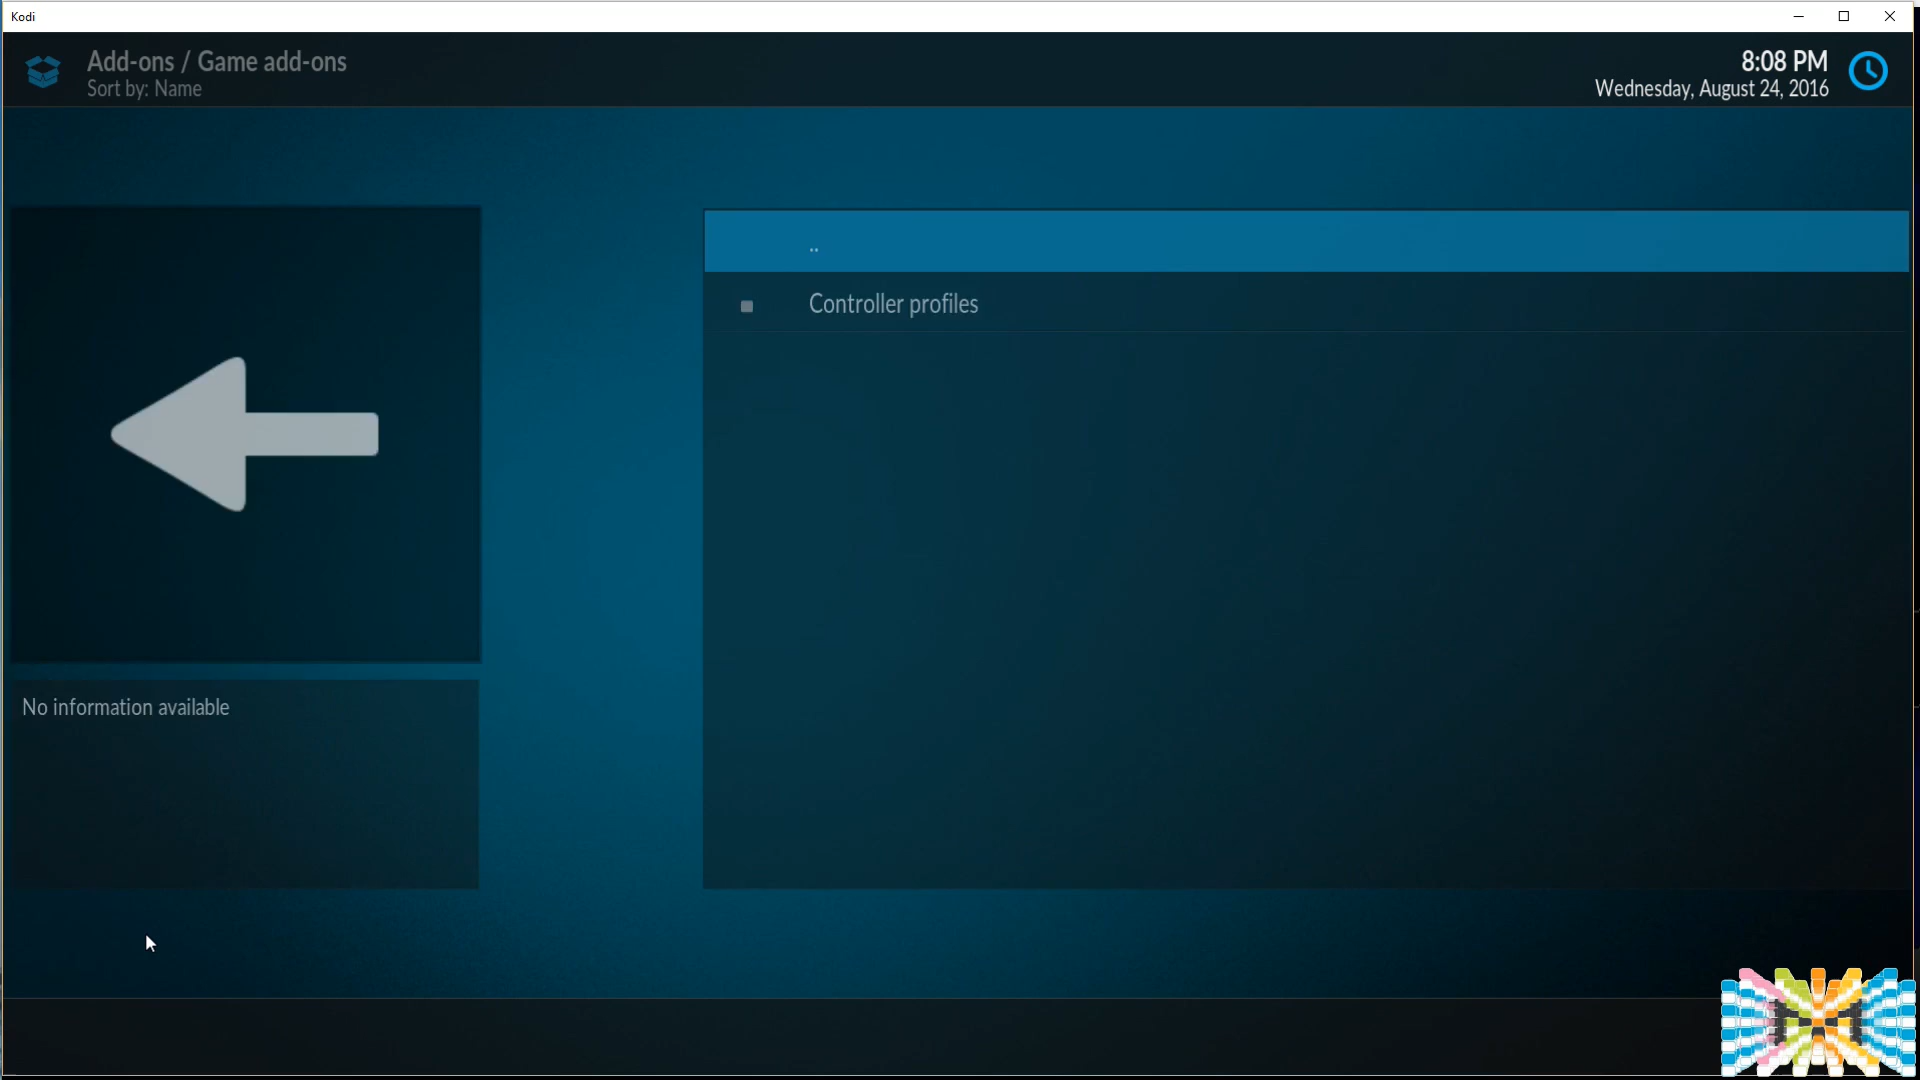 Kodi
Add-ons / Game add-ons
Sort by: Name
8:08 PM
Wednesday, August 24, 2016
..
Controller profiles
No information available